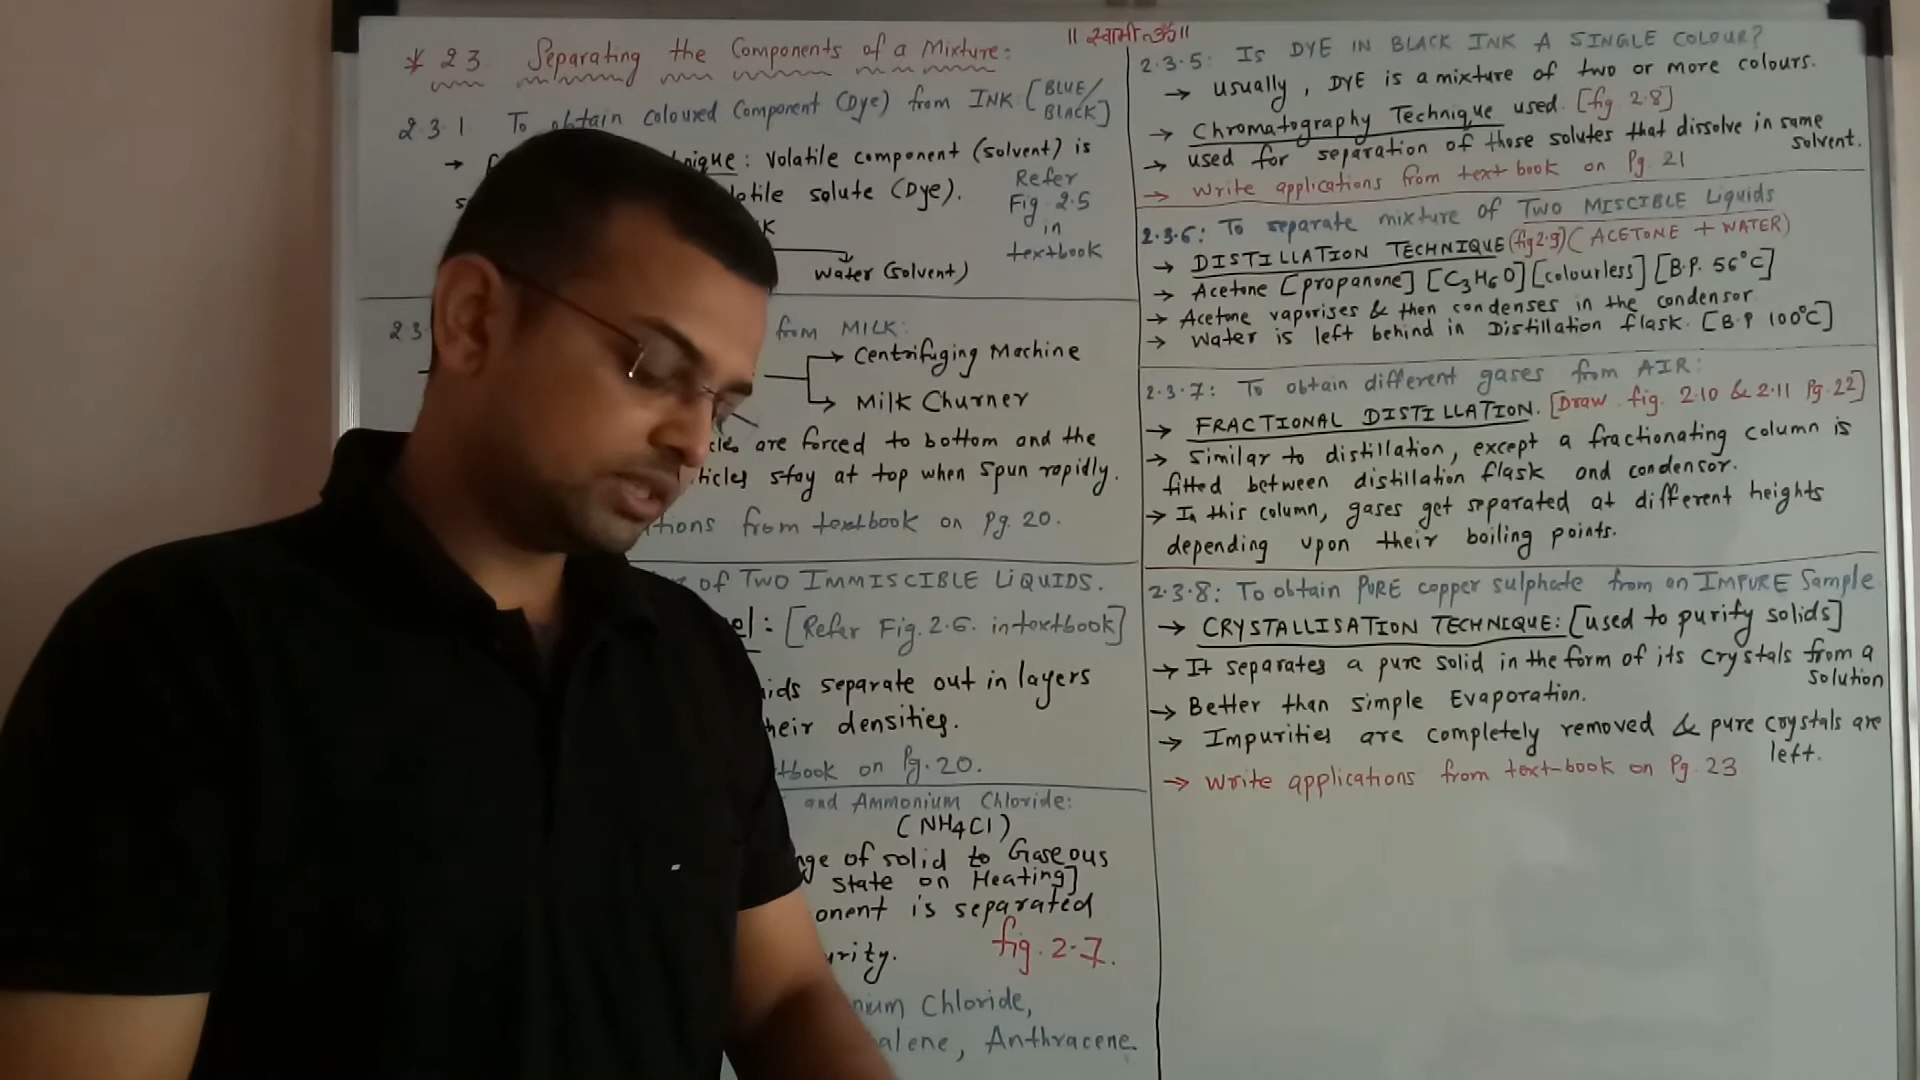 || स्वामी ॐ ||
* 2.3 Separating the Components of a Mixture:
2.3.1 To obtain coloured Component (Dye) from INK [BLUE/
BLACK]
→ nique: Volatile component (solvent) is
atile solute (Dye).
Refer
Fig 2.5
in
textbook
Water (solvent)
2.3 from MILK:
→ Centrifuging Machine
→ Milk Churner
cles are forced to bottom and the
ticles stay at top when spun rapidly.
ations from textbook on Pg. 20.
of TWO IMMISCIBLE LIQUIDS.
el: [Refer Fig. 2.6. in textbook]
ids separate out in layers
their densities.
tbook on Pg. 20.
and Ammonium Chloride:
(NH4Cl)
nge of solid to Gaseous
state on Heating]
onent is separated
urity. fig. 2.7.
nium Chloride,
alene, Anthracene
2.3.5: Is DYE IN BLACK INK A SINGLE COLOUR?
→ usually, DYE is a mixture of two or more colours.
→ Chromatography Technique used. [fig 2.8]
→ used for separation of those solutes that dissolve in same
solvent.
→ Write applications from text book on Pg. 21
2.3.6: To separate mixture of TWO MISCIBLE Liquids
→ DISTILLATION TECHNIQUE (fig 2.9) (ACETONE + WATER)
→ Acetone [propanone] [C3H6O] [colourless] [B.P. 56°C]
→ Acetone vaporises & then condenses in the condensor
→ Water is left behind in Distillation flask. [B.P 100°C]
2.3.7: To obtain different gases from AIR:
→ FRACTIONAL DISTILLATION. [Draw fig. 2.10 & 2.11 Pg. 22]
→ Similar to distillation, except a fractionating column is
fitted between distillation flask and condensor.
→ In this column, gases get separated at different heights
depending upon their boiling points.
2.3.8: To obtain PURE copper sulphate from an IMPURE Sample
→ CRYSTALLISATION TECHNIQUE: [used to purify solids]
→ It separates a pure solid in the form of its crystals from a
solution
→ Better than simple Evaporation.
→ Impurities are completely removed & pure crystals are
left.
→ Write applications from text-book on Pg. 23